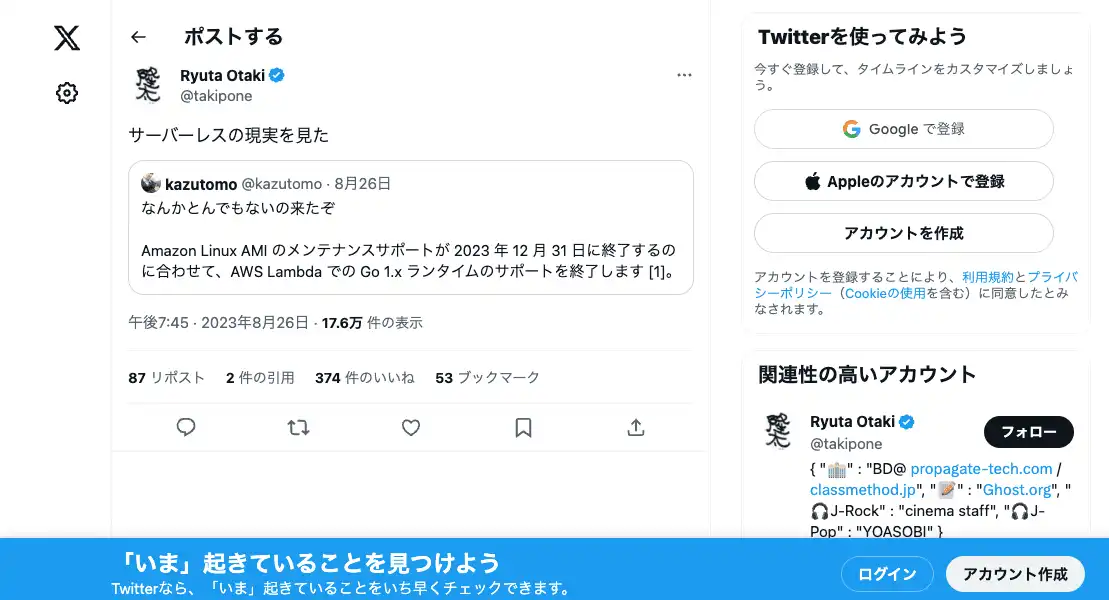 ポストする
Ryuta Otaki
@takipone
サーバーレスの現実を見た
kazutomo @kazutomo · 8月26日
なんかとんでもないの来たぞ
Amazon Linux AMI のメンテナンスサポートが 2023 年 12 月 31 日に終了するの
に合わせて、AWS Lambda での Go 1.x ランタイムのサポートを終了します [1]。
午後7:45 · 2023年8月26日 · 17.6万 件の表示
87 リポスト 2 件の引用 374 件のいいね 53 ブックマーク
Twitterを使ってみよう
今すぐ登録して、タイムラインをカスタマイズしましょ
う。
Google で登録
Appleのアカウントで登録
アカウントを作成
アカウントを登録することにより、利用規約とプライバ
シーポリシー（Cookieの使用を含む）に同意したとみ
なされます。
関連性の高いアカウント
Ryuta Otaki
@takipone
フォロー
{ "🏫" : "BD@ propagate-tech.com /
classmethod.jp", "📝" : "Ghost.org", "
🎧J-Rock" : "cinema staff", "🎧J-
Pop" : "YOASOBI" }
「いま」起きていることを見つけよう
Twitterなら、「いま」起きていることをいち早くチェックできます。
ログイン
アカウント作成